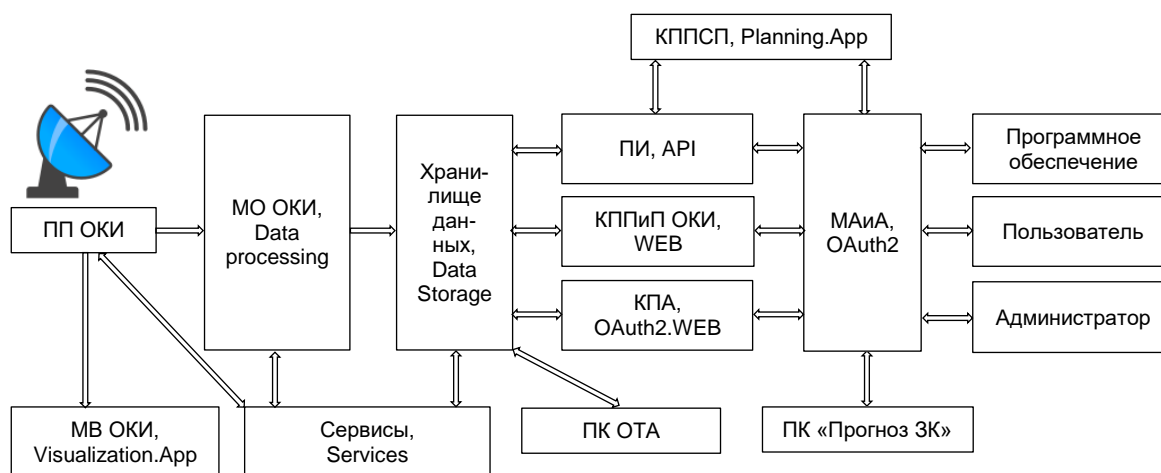 КППСП, Planning.App
ПП ОКИ
МО ОКИ,
Data
processing
Храни-
лище
дан-
ных,
Data
Storage
ПИ, API
КППиП ОКИ,
WEB
КПА,
OAuth2.WEB
МАиА,
OAuth2
Программное
обеспечение
Пользователь
Администратор
МВ ОКИ,
Visualization.App
Сервисы,
Services
ПК ОТА
ПК «Прогноз ЗК»